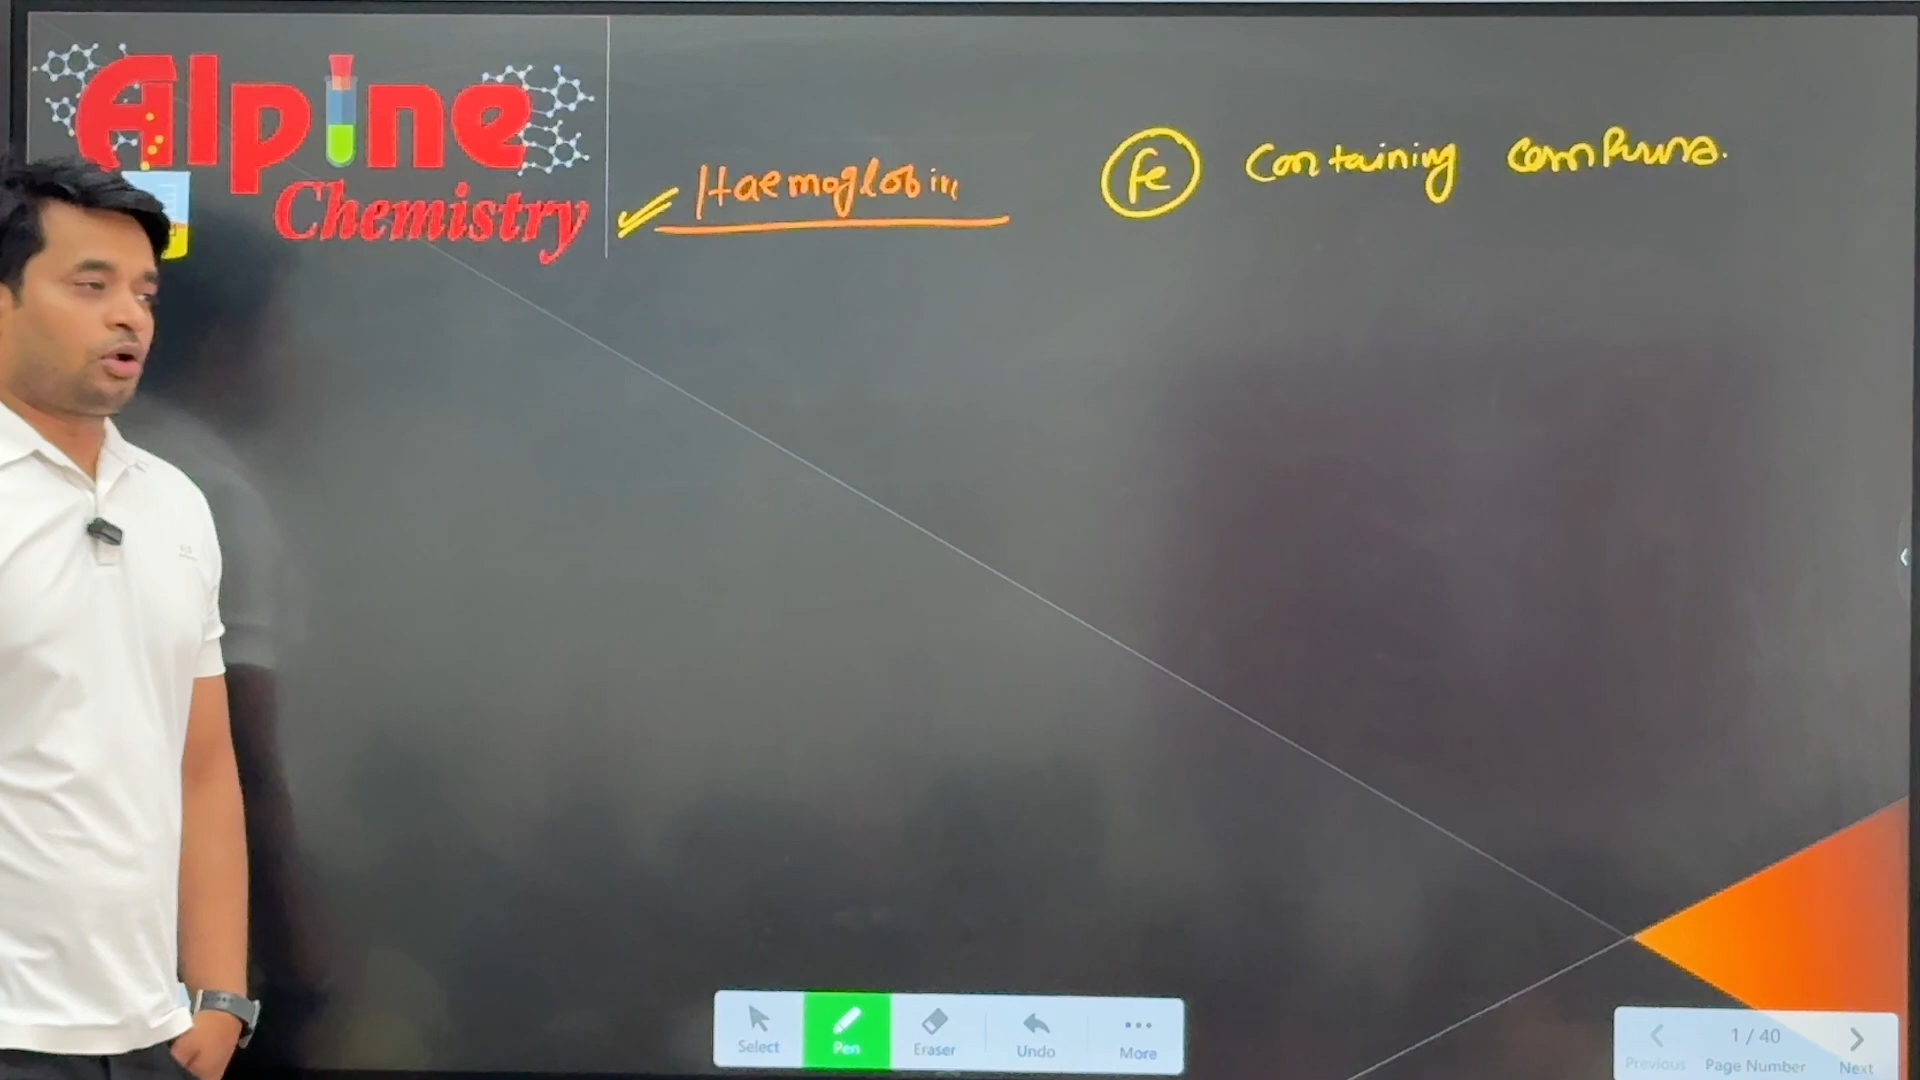 Alpine
Chemistry
Haemoglobin
Fe Containing compound.
Select
Pen
Eraser
Undo
More
1 / 40
Previous Page Number Next